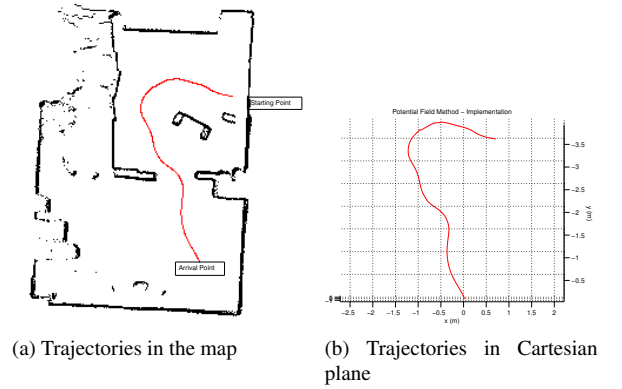 Starting Point
Arrival Point
Potential Field Method – Implementation
-3.5
-3
-2.5
-2
-1.5
-1
-0.5
y (m)
-2.5
-2
-1.5
-1
-0.5
0
0.5
1
1.5
2
x (m)
(a) Trajectories in the map
(b) Trajectories in Cartesian
plane